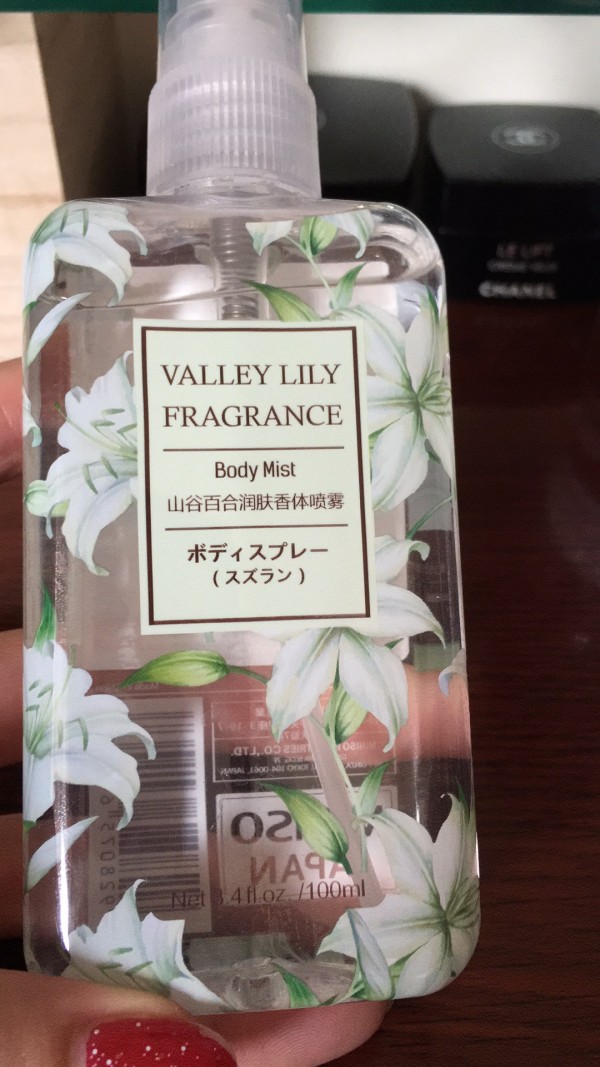 VALLEY LILY
FRAGRANCE
Body Mist
山谷百合润肤香体喷雾
ボディスプレー
(スズラン)
Net 3.4 fl oz. /100ml
LE LIFT
CHANEL